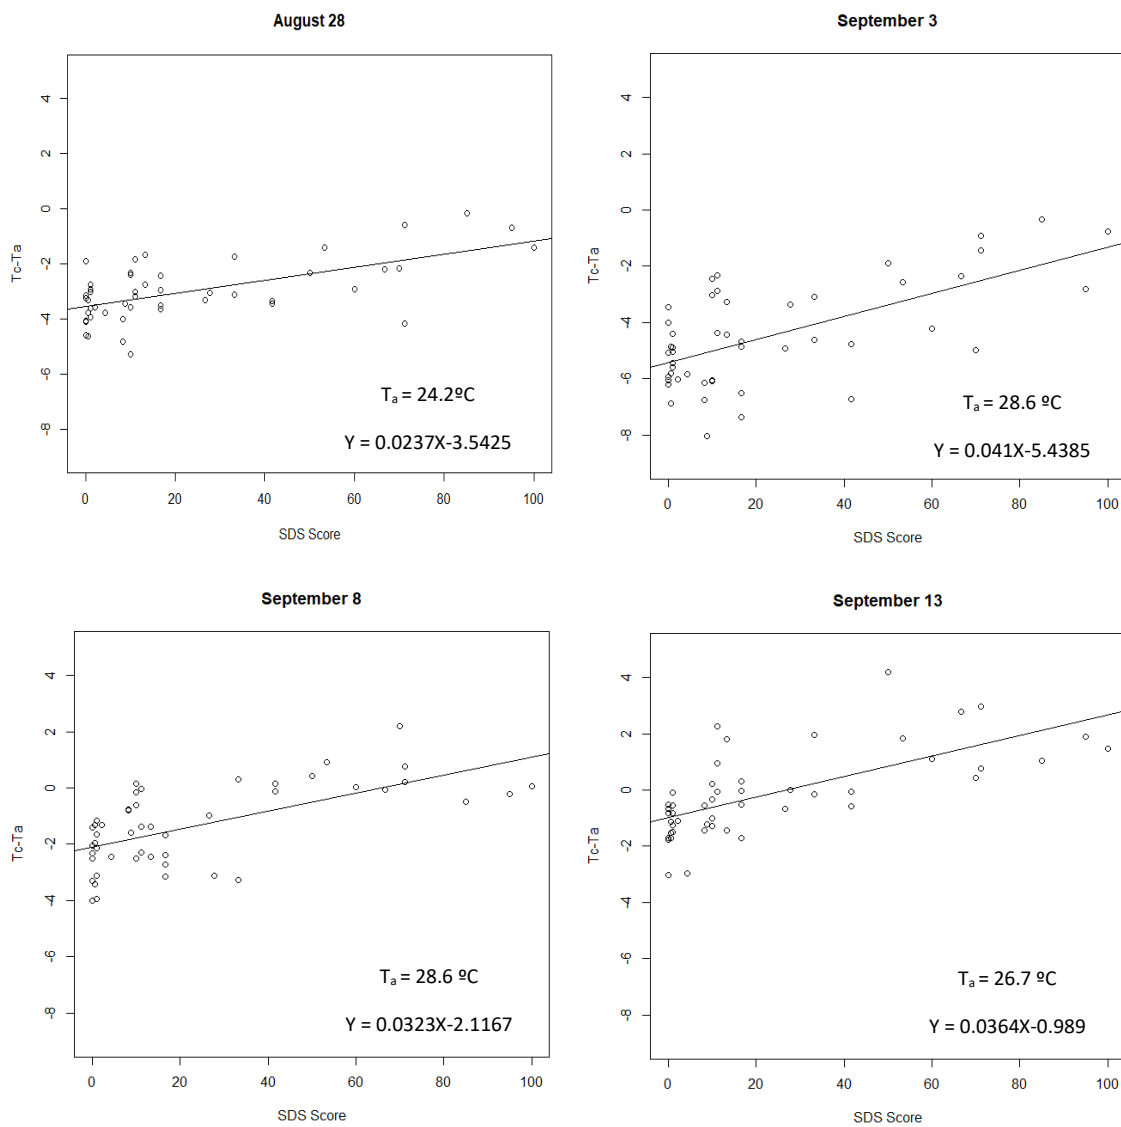 August 28
4
2
0
-2
-4
-6
-8
Tc-Ta
Ta = 24.2ºC
Y = 0.0237X-3.5425
0 20 40 60 80 100
SDS Score
September 3
4
2
0
-2
-4
-6
-8
Tc-Ta
Ta = 28.6 ºC
Y = 0.041X-5.4385
0 20 40 60 80 100
SDS Score
September 8
4
2
0
-2
-4
-6
-8
Tc-Ta
Ta = 28.6 ºC
Y = 0.0323X-2.1167
0 20 40 60 80 100
SDS Score
September 13
4
2
0
-2
-4
-6
-8
Tc-Ta
Ta = 26.7 ºC
Y = 0.0364X-0.989
0 20 40 60 80 100
SDS Score